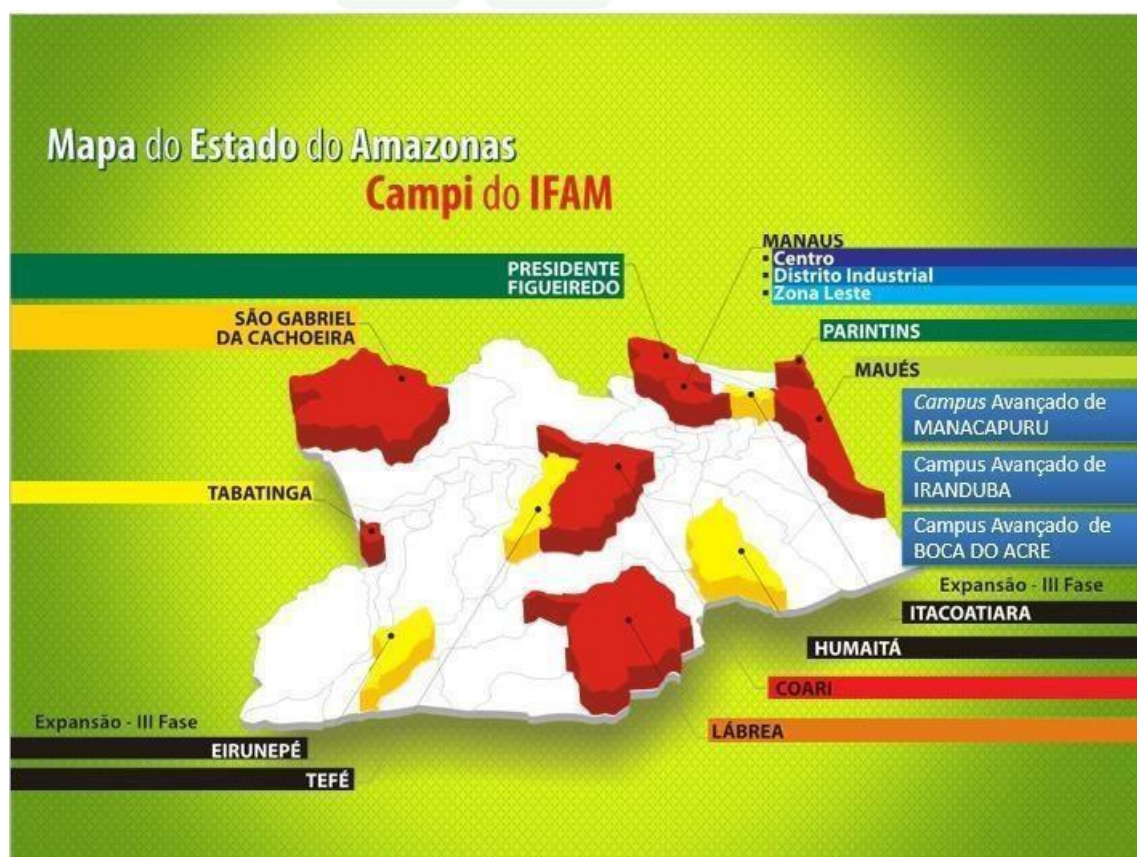 Mapa do Estado do Amazonas
Campi do IFAM
MANAUS
Centro
Distrito Industrial
Zona Leste
PRESIDENTE
FIGUEIREDO
SÃO GABRIEL
DA CACHOEIRA
PARINTINS
MAUÉS
Campus Avançado de
MANACAPURU
Campus Avançado de
IRANDUBA
Campus Avançado de
BOCA DO ACRE
TABATINGA
Expansão - III Fase
ITACOATIARA
HUMAITÁ
COARI
LÁBREA
Expansão - III Fase
EIRUNEPÉ
TEFÉ